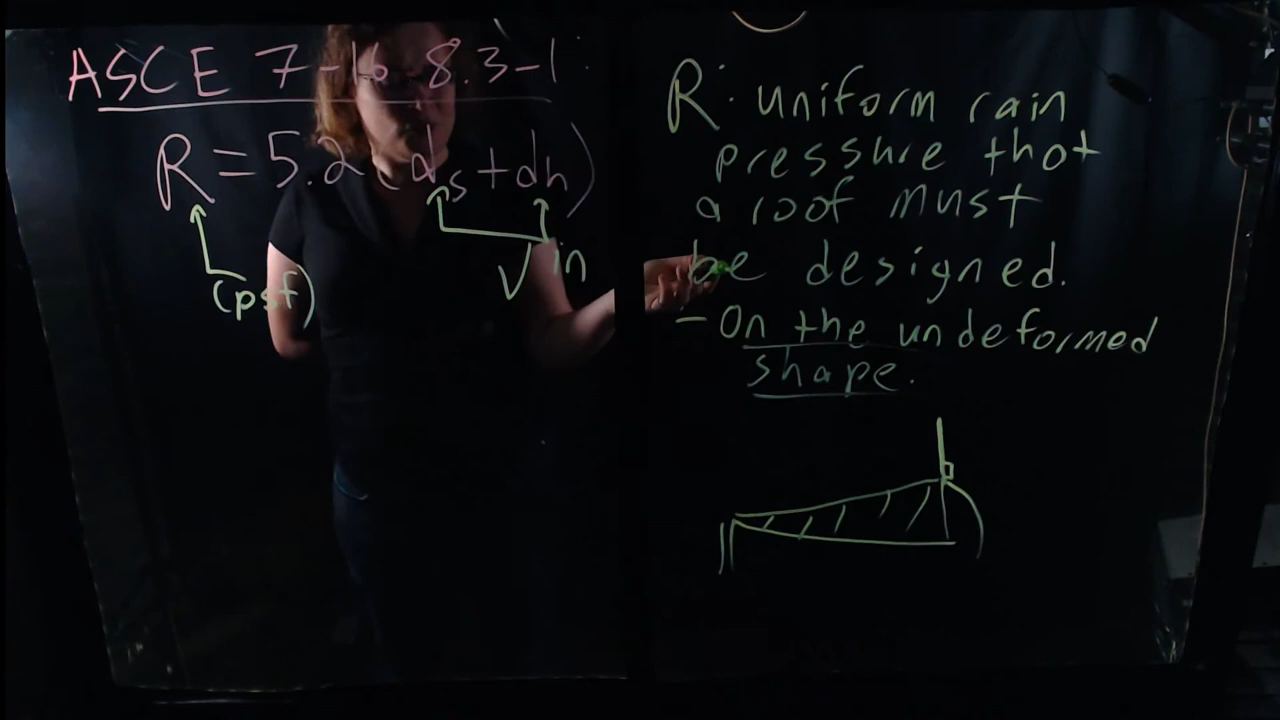 ASCE 7-16 8.3-1
R = 5.2 (ds + dh)
(psf)
in
R: uniform rain
pressure that
a roof must
be designed.
- On the undeformed
shape.